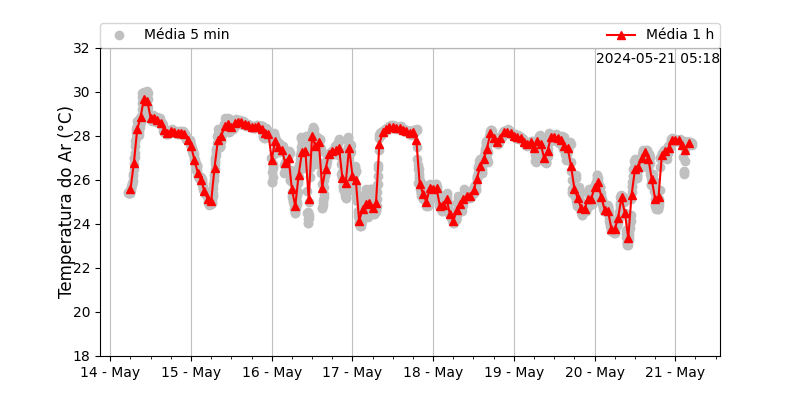 Média 5 min
Média 1 h
2024-05-21 05:18
Temperatura do Ar (°C)
32
30
28
26
24
22
20
18
14 - May
15 - May
16 - May
17 - May
18 - May
19 - May
20 - May
21 - May